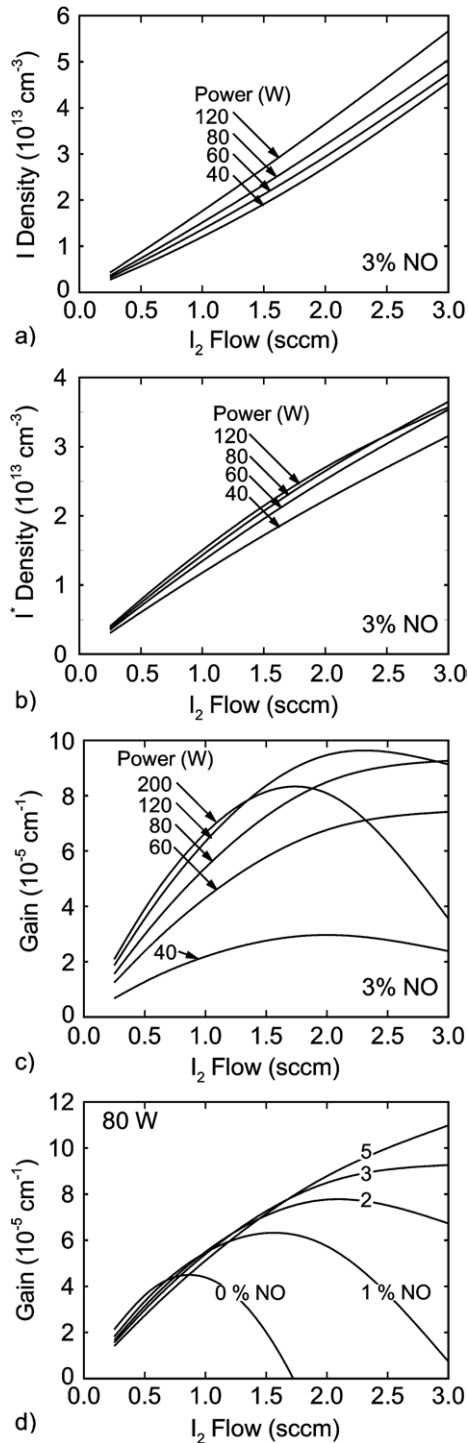 6
5
4
3
2
1
0
I Density (10¹³ cm⁻³)
Power (W)
120
80
60
40
3% NO
0.0 0.5 1.0 1.5 2.0 2.5 3.0
a)
I₂ Flow (sccm)
4
3
2
1
0
I* Density (10¹³ cm⁻³)
Power (W)
120
80
60
40
3% NO
0.0 0.5 1.0 1.5 2.0 2.5 3.0
b)
I₂ Flow (sccm)
10
8
6
4
2
0
Gain (10⁻⁵ cm⁻¹)
Power (W)
200
120
80
60
40
3% NO
0.0 0.5 1.0 1.5 2.0 2.5 3.0
c)
I₂ Flow (sccm)
12
10
8
6
4
2
0
Gain (10⁻⁵ cm⁻¹)
80 W
5
3
2
0 % NO
1 % NO
0.0 0.5 1.0 1.5 2.0 2.5 3.0
d)
I₂ Flow (sccm)